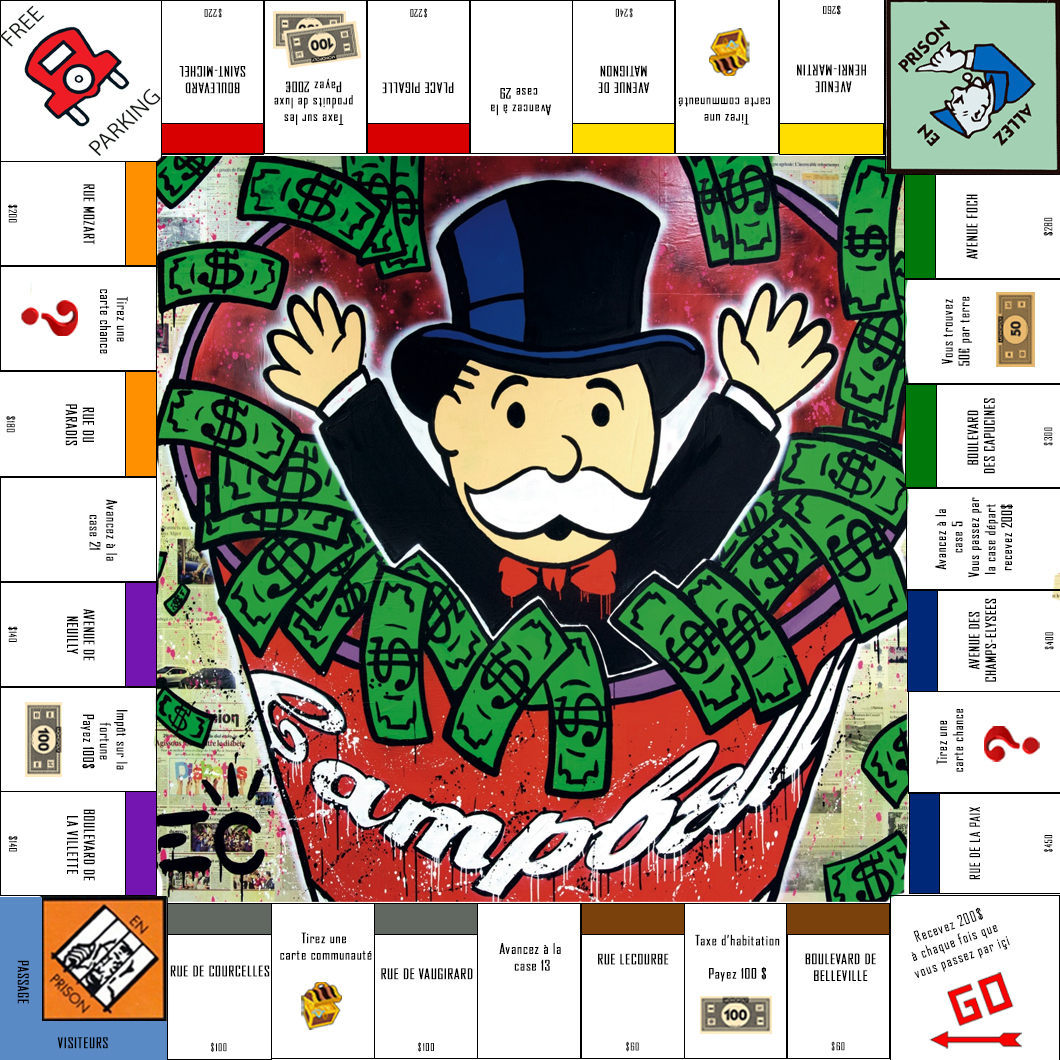 FREE
PARKING
$220
BOULEVARD
SAINT-MICHEL
100
100
Taxe sur les
produits de luxe
Payez 200€
$220
PLACE PIGALLE
Avancez à la
case 29
$240
AVENUE DE
MATIGNON
Tirez une
carte communauté
$260
AVENUE
HENRI-MARTIN
PRISON
ALLEZ
EN
AVENUE FOCH
$280
Vous trouvez
50€ par terre
50
BOULEVARD
DES CAPUCINES
$300
Avancez à la
case 5
Vous passez par
la case départ
recevez 200$
AVENUE DES
CHAMPS-ELYSEES
$400
Tirez une
carte chance
RUE DE LA PAIX
$450
Recevez 200$
à chaque fois que
vous passez par içi
GO
BOULEVARD DE
BELLEVILLE
$60
Taxe d'habitation
Payez 100 $
100
RUE LECOURBE
$60
Avancez à la
case 13
RUE DE VAUGIRARD
$100
Tirez une
carte communauté
RUE DE COURCELLES
$100
EN
PRISON
PASSAGE
VISITEURS
BOULEVARD DE
LA VILLETTE
$140
Impôt sur la
fortune
Payez 100$
100
AVENUE DE
NEUILLY
$140
Avancez à la
case 21
RUE DU
PARADIS
$180
Tirez une
carte chance
RUE MOZART
$200
Campbell